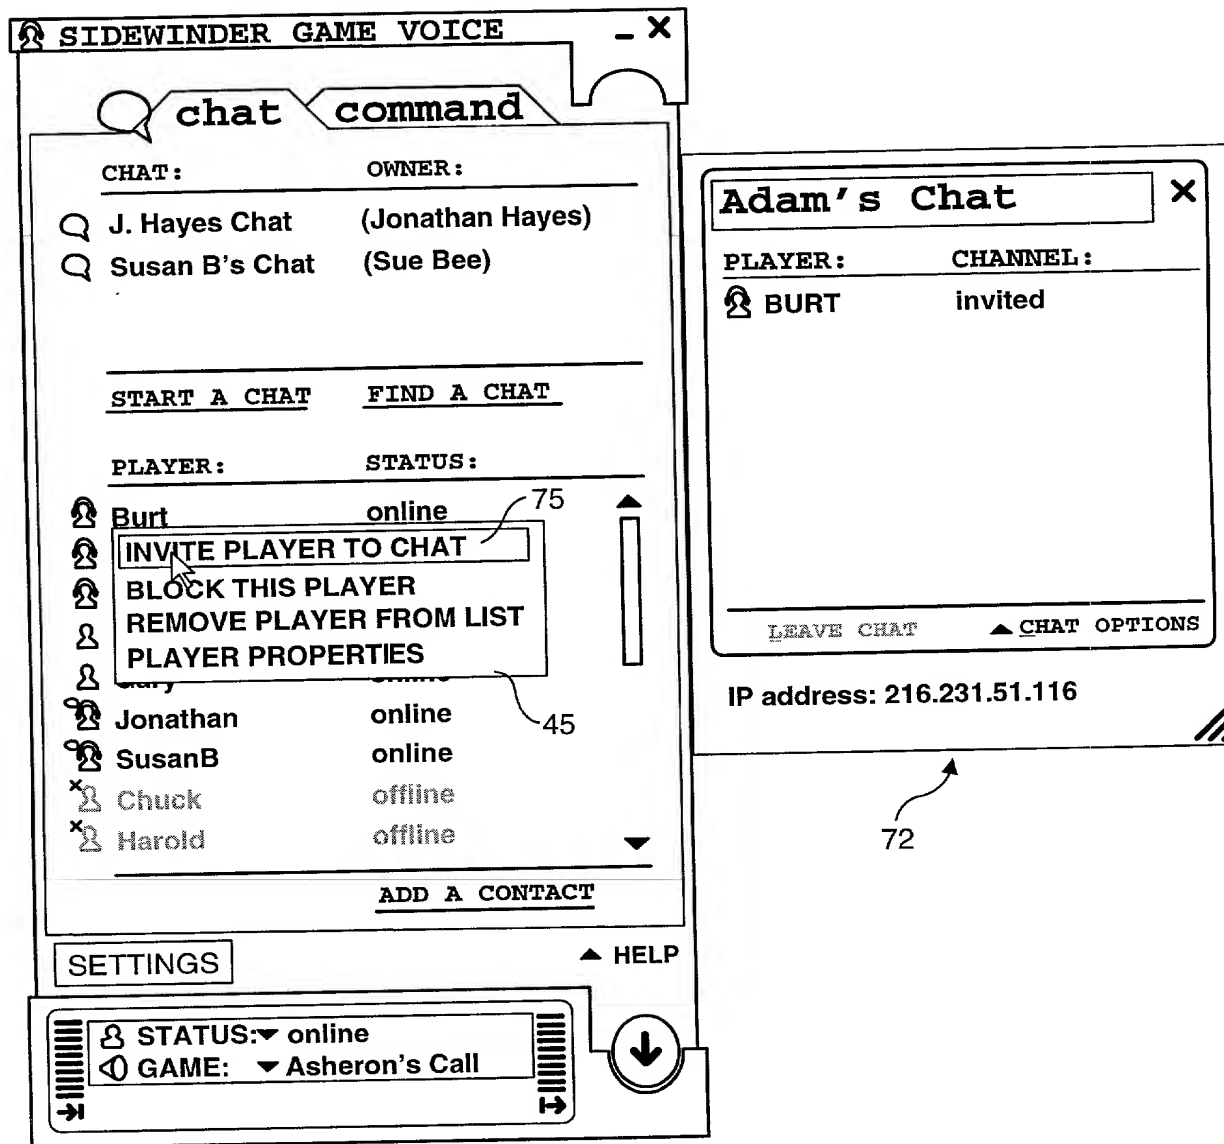 SIDEWINDER GAME VOICE
chat command
CHAT: OWNER:
J. Hayes Chat (Jonathan Hayes)
Susan B's Chat (Sue Bee)
START A CHAT FIND A CHAT
PLAYER: STATUS:
Burt online
75
INVITE PLAYER TO CHAT
BLOCK THIS PLAYER
REMOVE PLAYER FROM LIST
PLAYER PROPERTIES
45
Jonathan online
SusanB online
Chuck offline
Harold offline
ADD A CONTACT
SETTINGS HELP
STATUS: online
GAME: Asheron's Call
Adam's Chat
PLAYER: CHANNEL:
BURT invited
LEAVE CHAT CHAT OPTIONS
IP address: 216.231.51.116
72